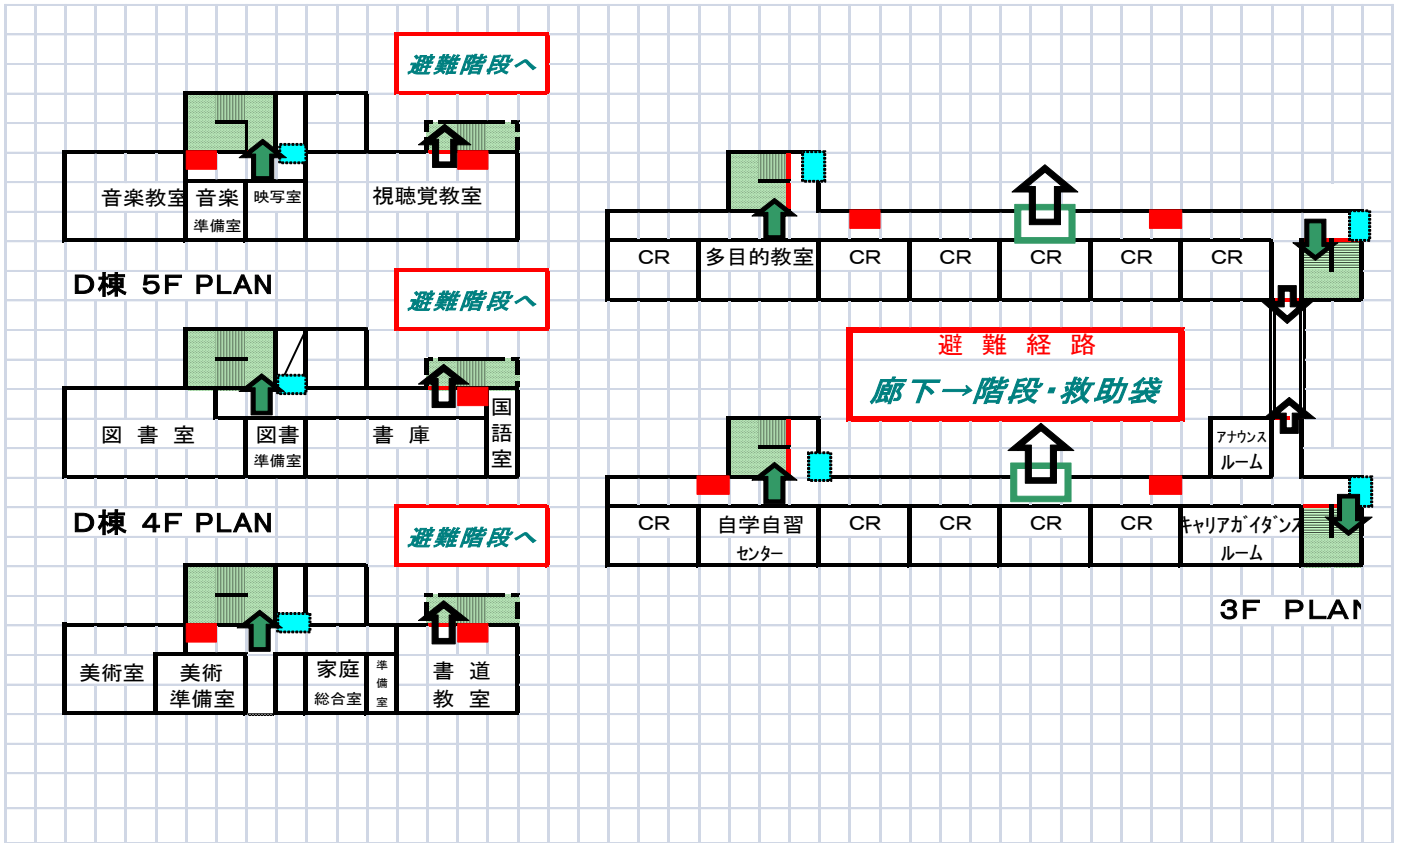 避難階段へ
音楽教室
音楽
準備室
映写室
視聴覚教室
D棟 5F PLAN
避難階段へ
図 書 室
図書
準備室
書 庫
国
語
室
D棟 4F PLAN
避難階段へ
美術室
美術
準備室
家庭
総合室
準
備
室
書 道
教 室
CR
多目的教室
CR
CR
CR
CR
CR
避 難 経 路
廊下→階段・救助袋
アナウンス
ルーム
CR
自学自習
センター
CR
CR
CR
CR
キャリアガイダンス
ルーム
3F PLAN